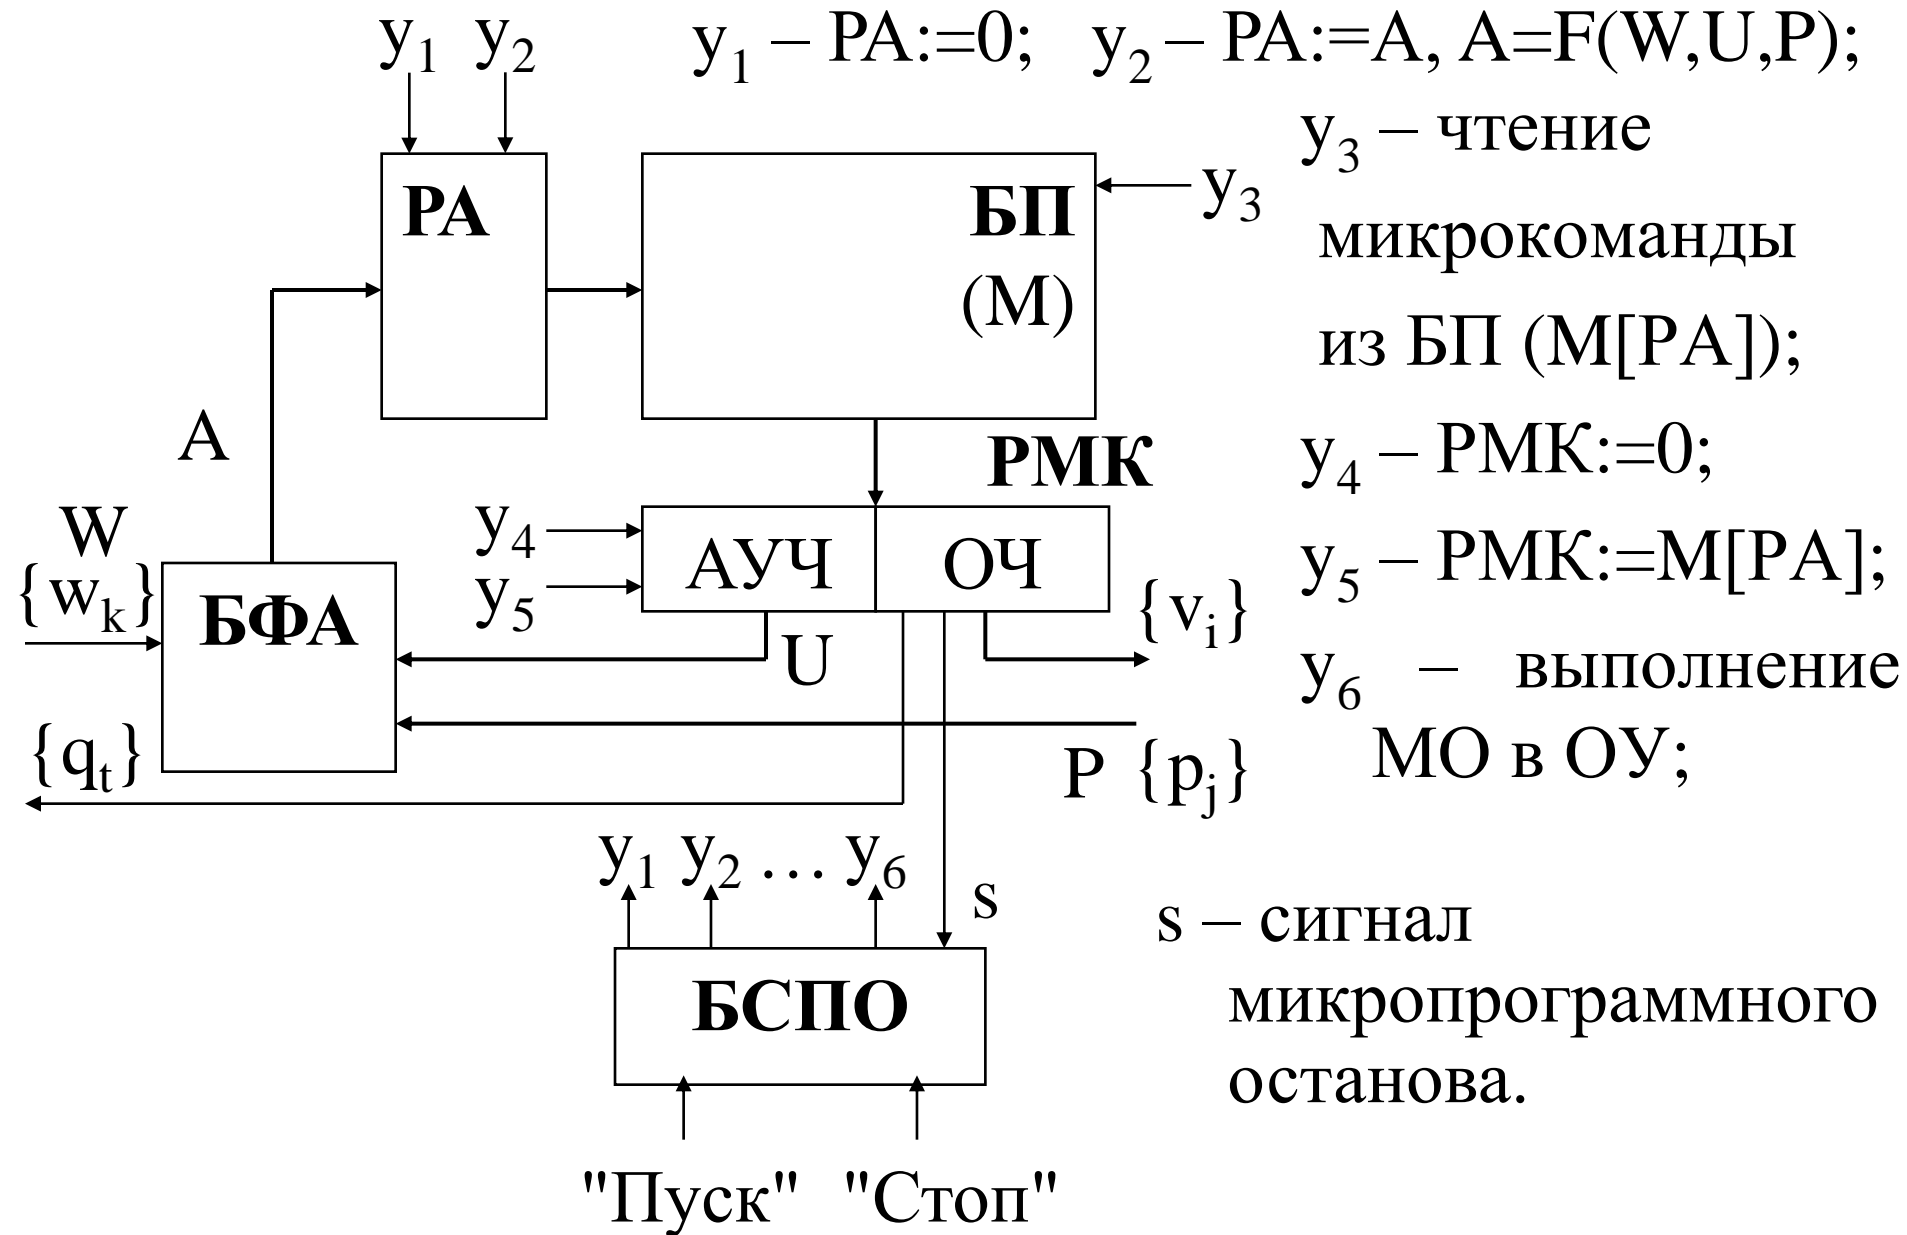 y₁ y₂ y₁ – РА:=0; y₂ – РА:=А, А=F(W,U,P);
y₃ – чтение
микрокоманды
из БП (М[РА]);
y₄ – РМК:=0;
y₅ – РМК:=М[РА];
y₆ – выполнение
МО в ОУ;
РА
БП
(М)
y₃
А
РМК
W
{wₖ}
y₄
y₅
АУЧ
ОЧ
БФА
U
{vᵢ}
{qₜ}
P {pⱼ}
y₁ y₂ … y₆
s
s – сигнал
микропрограммного
останова.
БСПО
"Пуск" "Стоп"